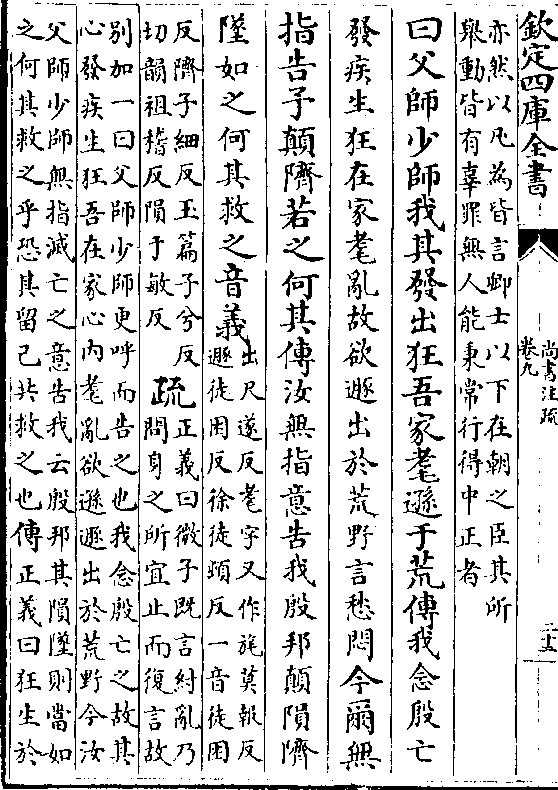 欽定四庫全書
尚書注疏
卷九
亦然以凡為皆言卿士以下在朝之臣其所
舉動皆有辜罪無人能秉常行得中正者
曰父師少師我其發出狂吾家耄遜于荒傳我念殷亡
發疾生狂在家耄亂故欲遯出於荒野言愁悶今爾無
指告予顛隮若之何其傳汝無指意告我殷邦顛隕隮
墜如之何其救之音義出尺遂反耄字又作旄莫報反
遯徒困反徐徒頓反一音徒困
反隮子細反玉篇子兮反
切韻祖稽反隕于敏反
疏正義曰微子既言紂亂乃
問身之所宜止而復言故
別加一曰父師少師更呼而告之也我念殷亡之故其
心發疾生狂吾在家心内耄亂欲遜遯出於荒野今汝
父師少師無指滅亡之意告我云殷邦其隕墜則當如
之何其救之乎恐其留己共救之也傳正義曰狂生於